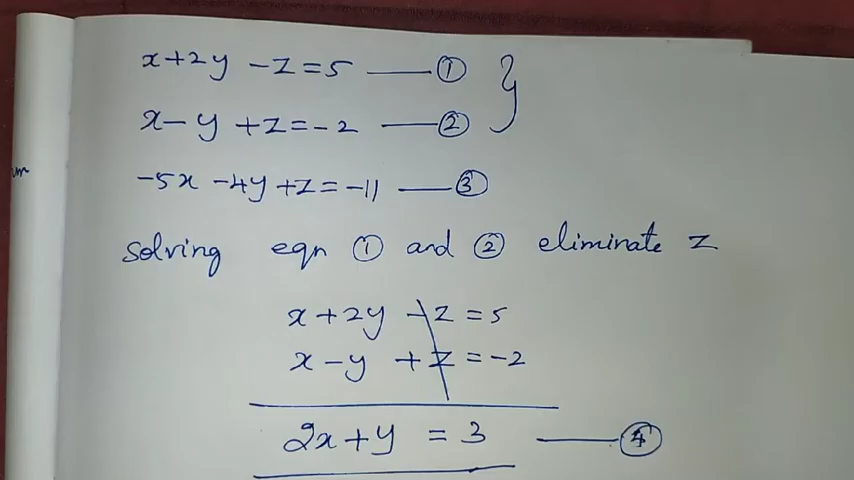 x+2y -z=5 —— ①
x-y +z=-2 —— ②
-5x -4y+z=-11 —— ③
solving eqn ① and ② eliminate z
x+2y -z=5
x-y +z=-2
2x+y = 3 —— ④